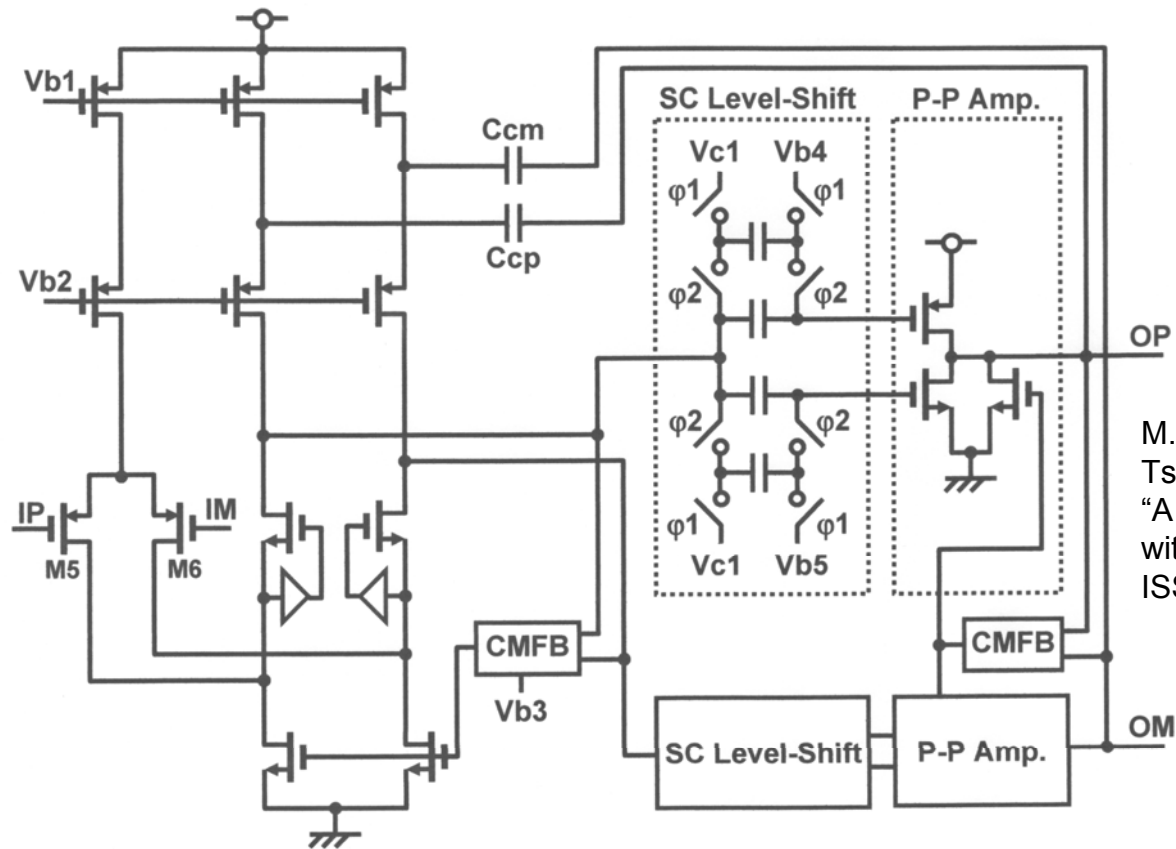 Vb1
Ccm
SC Level-Shift
P-P Amp.
Vc1
Vb4
φ1
φ1
Ccp
Vb2
φ2
φ2
OP
φ2
φ2
IP
IM
M5
M6
φ1
φ1
Vc1
Vb5
M.
Ts
“A
wit
ISS
CMFB
Vb3
CMFB
SC Level-Shift
P-P Amp.
OM